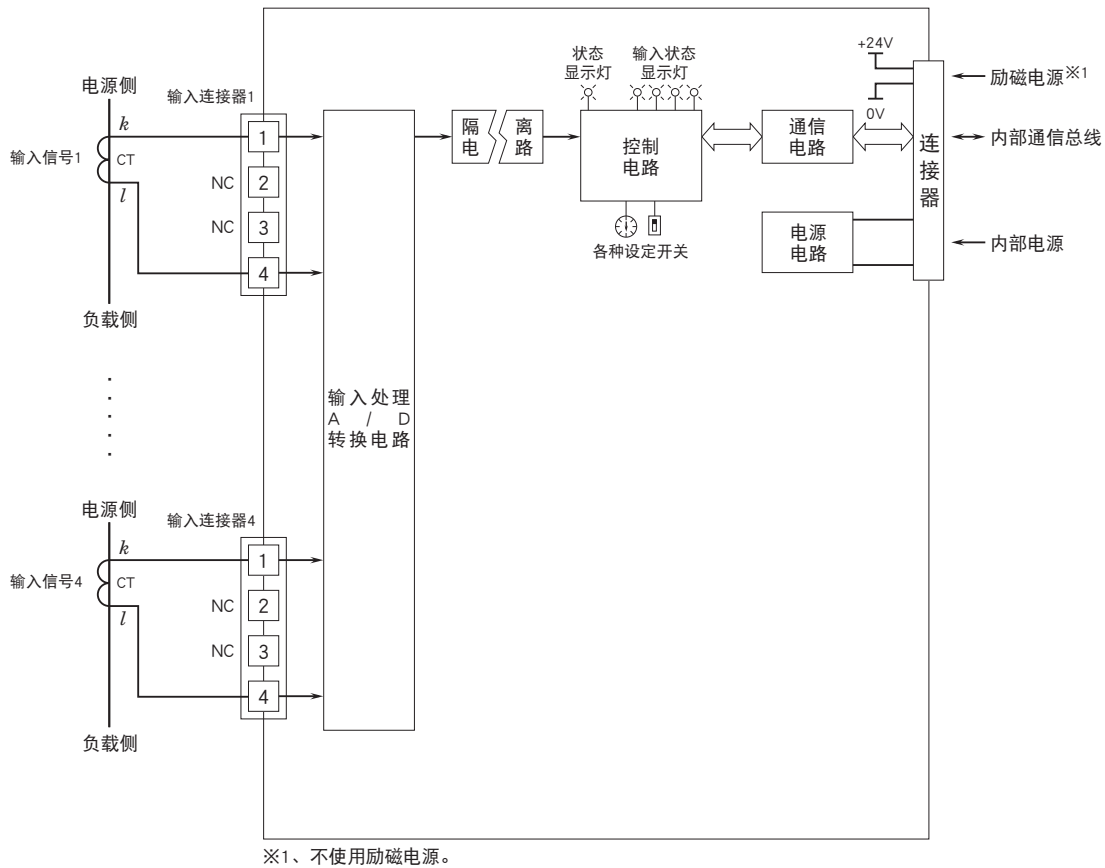 +24V
0V
励磁电源※1
内部通信总线
内部电源
连接器
状态
显示灯
输入状态
显示灯
隔离
电路
控制
电路
通信
电路
电源
电路
各种设定开关
电源侧
输入连接器1
k
输入信号1
CT
l
1
NC 2
NC 3
4
负载侧
输入处理
A / D
转换电路
电源侧
输入连接器4
k
输入信号4
CT
l
1
NC 2
NC 3
4
负载侧
※1、不使用励磁电源。